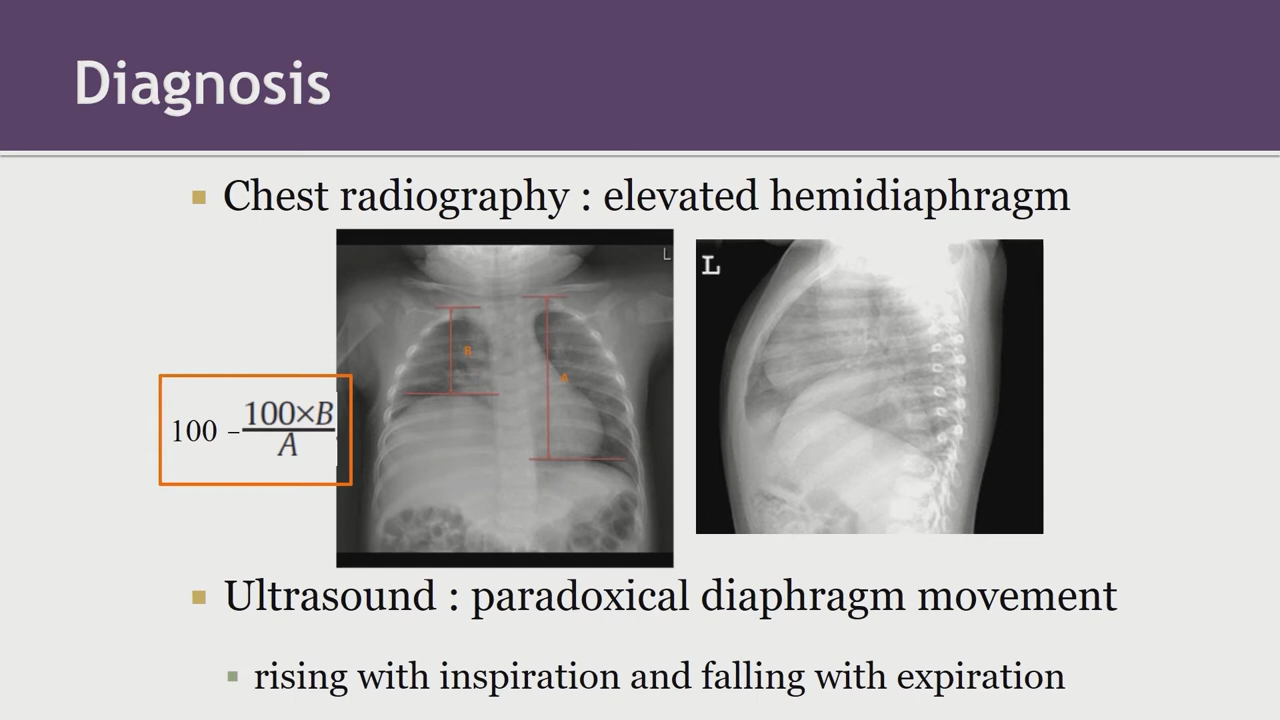 Diagnosis
Chest radiography : elevated hemidiaphragm
L
L
B
A
100 – 100×B
A
Ultrasound : paradoxical diaphragm movement
rising with inspiration and falling with expiration